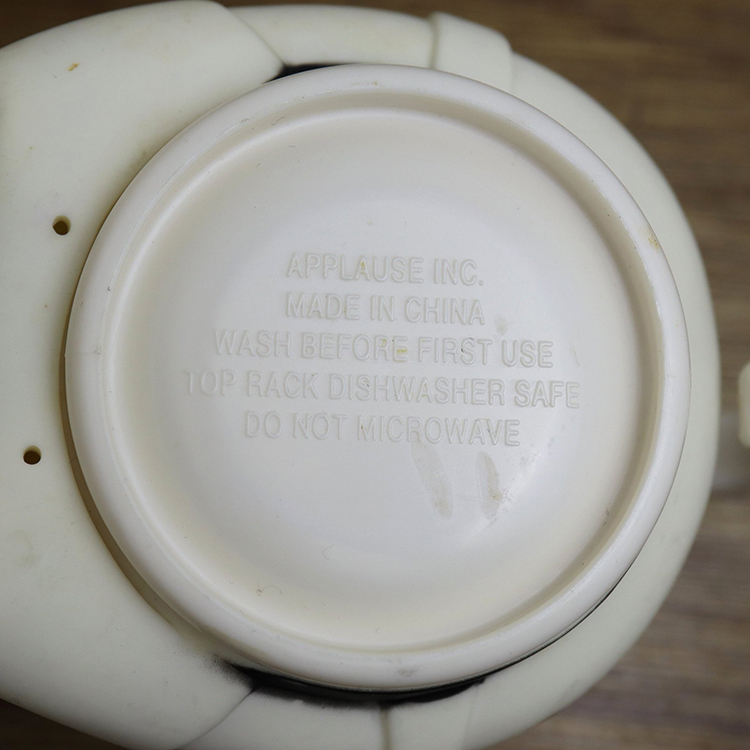 APPLAUSE INC.
MADE IN CHINA
WASH BEFORE FIRST USE
TOP RACK DISHWASHER SAFE
DO NOT MICROWAVE